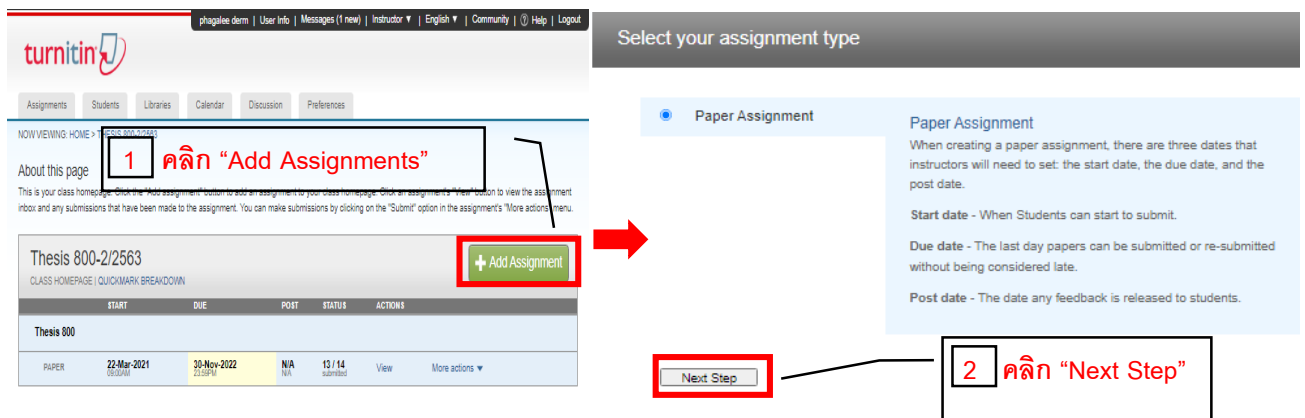 phagalee derm | User Info | Messages (1 new) | Instructor ▼ | English ▼ | Community | ? Help | Logout
turnitin
Assignments Students Libraries Calendar Discussion Preferences
NOW VIEWING: HOME > THESIS 800-2/2563
1 คลิก “Add Assignments”
About this page
This is your class homepage. Click the "Add assignment" button to add an assignment to your class homepage. Click an assignment's "View" button to view the assignment
inbox and any submissions that have been made to the assignment. You can make submissions by clicking on the "Submit" option in the assignment's "More actions" menu.
Thesis 800-2/2563
CLASS HOMEPAGE | QUICKMARK BREAKDOWN
+ Add Assignment
START DUE POST STATUS ACTIONS
Thesis 800
PAPER 22-Mar-2021 30-Nov-2022 N/A 13 / 14 View More actions ▼
09:00AM 23:59PM N/A submitted
Select your assignment type
Paper Assignment
Paper Assignment
When creating a paper assignment, there are three dates that
instructors will need to set: the start date, the due date, and the
post date.
Start date - When Students can start to submit.
Due date - The last day papers can be submitted or re-submitted
without being considered late.
Post date - The date any feedback is released to students.
Next Step
2 คลิก “Next Step”